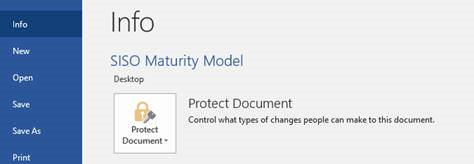 Info
New
Open
Save
Save As
Print
Info
SISO Maturity Model
Desktop
Protect
Document
Protect Document
Control what types of changes people can make to this document.